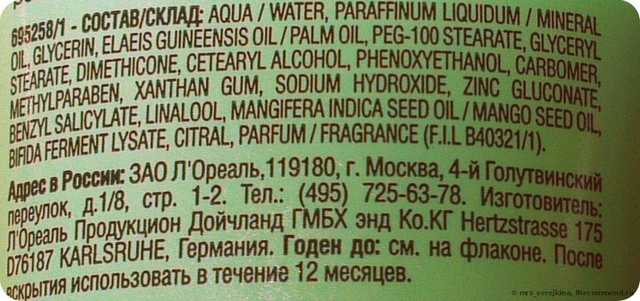 695258/1 - СОСТАВ/СКЛАД: AQUA / WATER, PARAFFINUM LIQUIDUM / MINERAL
OIL, GLYCERIN, ELAEIS GUINEENSIS OIL / PALM OIL, PEG-100 STEARATE, GLYCERYL
STEARATE, DIMETHICONE, CETEARYL ALCOHOL, PHENOXYETHANOL, CARBOMER,
METHYLPARABEN, XANTHAN GUM, SODIUM HYDROXIDE, ZINC GLUCONATE,
BENZYL SALICYLATE, LINALOOL, MANGIFERA INDICA SEED OIL / MANGO SEED OIL,
BIFIDA FERMENT LYSATE, CITRAL, PARFUM / FRAGRANCE (F.I.L B40321/1).
Адрес в России: ЗАО Л'Ореаль,119180, г. Москва, 4-й Голутвинский
переулок, д.1/8, стр. 1-2. Тел.: (495) 725-63-78. Изготовитель:
Л'Ореаль Продукцион Дойчланд ГМБХ энд Ко.КГ Hertzstrasse 175
D76187 KARLSRUHE, Германия. Годен до: см. на флаконе. После
вскрытия использовать в течение 12 месяцев.